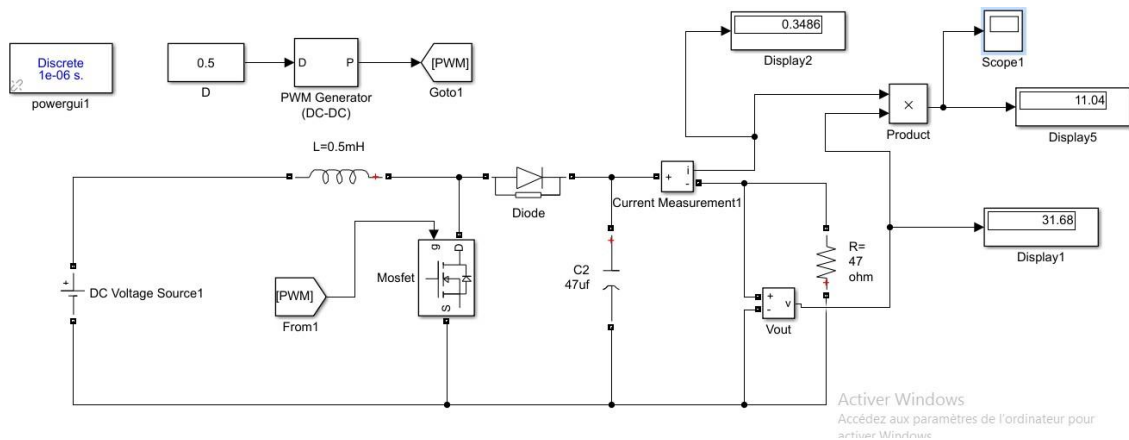 0.3486
Display2
Scope1
Discrete
1e-06 s.
powergui1
0.5
D
D P
PWM Generator
(DC-DC)
[PWM]
Goto1
×
Product
11.04
Display5
L=0.5mH
Diode
+ i
-
Current Measurement1
31.68
Display1
g
D
S
Mosfet
[PWM]
From1
+
DC Voltage Source1
+
C2
47uf
R=
47
ohm
+
+ v
-
Vout
Activer Windows
Accédez aux paramètres de l'ordinateur pour
activer Windows